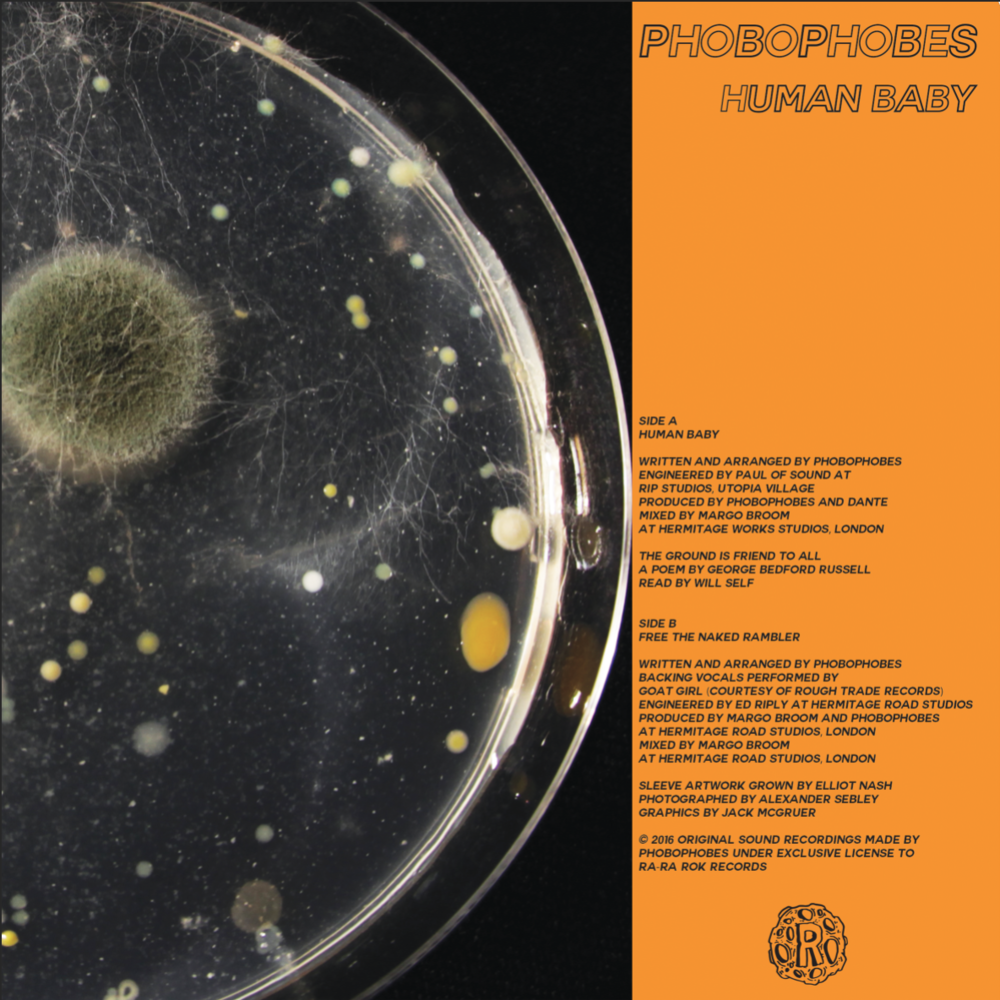 PHOBOPHOBES
HUMAN BABY
SIDE A
HUMAN BABY
WRITTEN AND ARRANGED BY PHOBOPHOBES
ENGINEERED BY PAUL OF SOUND AT
RIP STUDIOS, UTOPIA VILLAGE
PRODUCED BY PHOBOPHOBES AND DANTE
MIXED BY MARGO BROOM
AT HERMITAGE WORKS STUDIOS, LONDON
THE GROUND IS FRIEND TO ALL
A POEM BY GEORGE BEDFORD RUSSELL
READ BY WILL SELF
SIDE B
FREE THE NAKED RAMBLER
WRITTEN AND ARRANGED BY PHOBOPHOBES
BACKING VOCALS PERFORMED BY
GOAT GIRL (COURTESY OF ROUGH TRADE RECORDS)
ENGINEERED BY ED RIPLY AT HERMITAGE ROAD STUDIOS
PRODUCED BY MARGO BROOM AND PHOBOPHOBES
AT HERMITAGE ROAD STUDIOS, LONDON
MIXED BY MARGO BROOM
AT HERMITAGE ROAD STUDIOS, LONDON
SLEEVE ARTWORK GROWN BY ELLIOT NASH
PHOTOGRAPHED BY ALEXANDER SEBLEY
GRAPHICS BY JACK MCGRUER
© 2016 ORIGINAL SOUND RECORDINGS MADE BY
PHOBOPHOBES UNDER EXCLUSIVE LICENSE TO
RA-RA ROK RECORDS
R